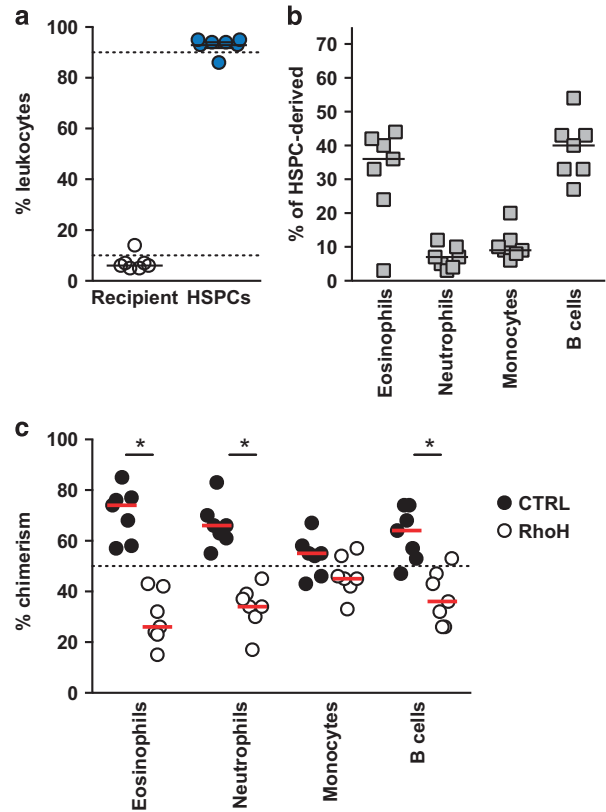 a
% leukocytes
100
80
60
40
20
0
Recipient HSPCs
b
% of HSPC-derived
70
60
50
40
30
20
10
0
Eosinophils
Neutrophils
Monocytes
B cells
c
% chimerism
100
80
60
40
20
0
*
*
*
CTRL
RhoH
Eosinophils
Neutrophils
Monocytes
B cells